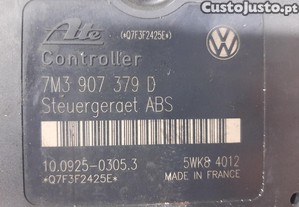 CustoJusto.pt
Ate
(*Q7F3F2425E*)
Controller
7M3 907 379 D
Steuergeraet ABS
10.0925-0305.3
5WK8 4012
*Q7F3F2425E*
MADE IN FRANCE